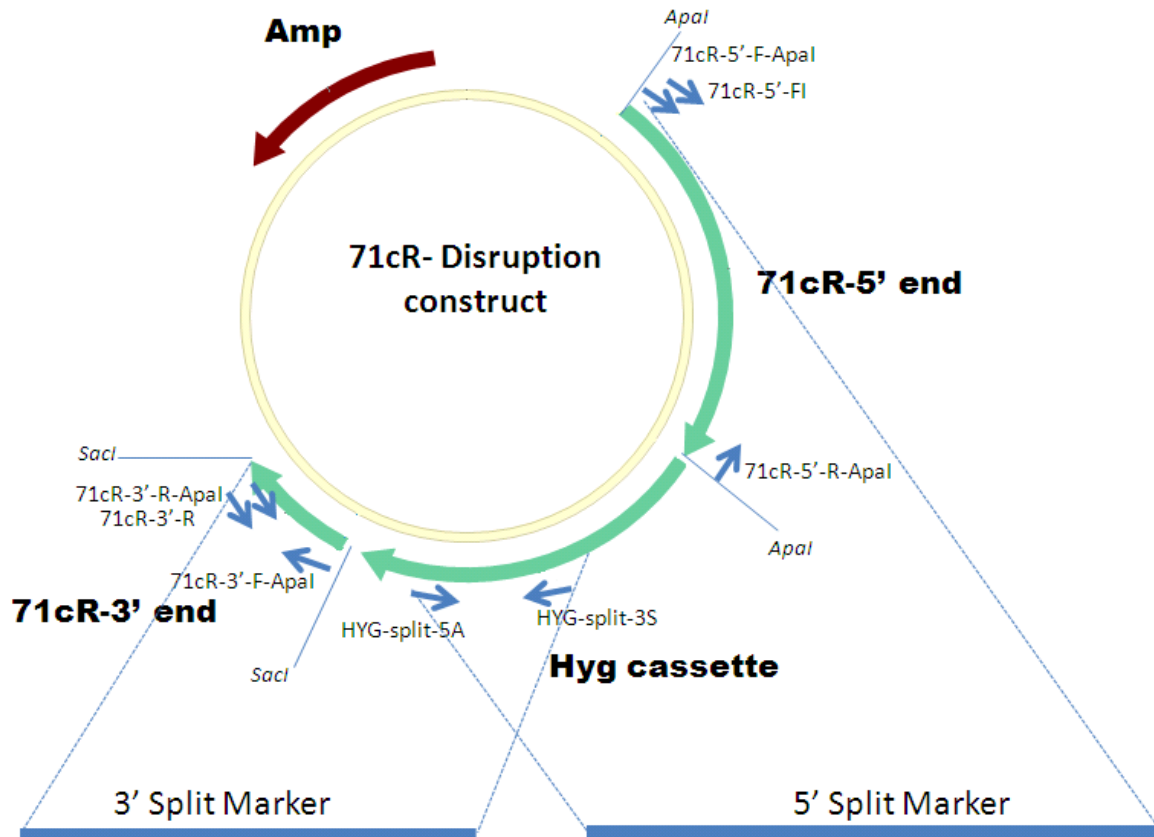 Amp
ApaI
71cR-5’-F-ApaI
71cR-5’-FI
71cR- Disruption
construct
71cR-5’ end
SacI
71cR-5’-R-ApaI
71cR-3’-R-ApaI
71cR-3’-R
ApaI
71cR-3’-F-ApaI
71cR-3’ end
HYG-split-5A
HYG-split-3S
SacI
Hyg cassette
3’ Split Marker
5’ Split Marker